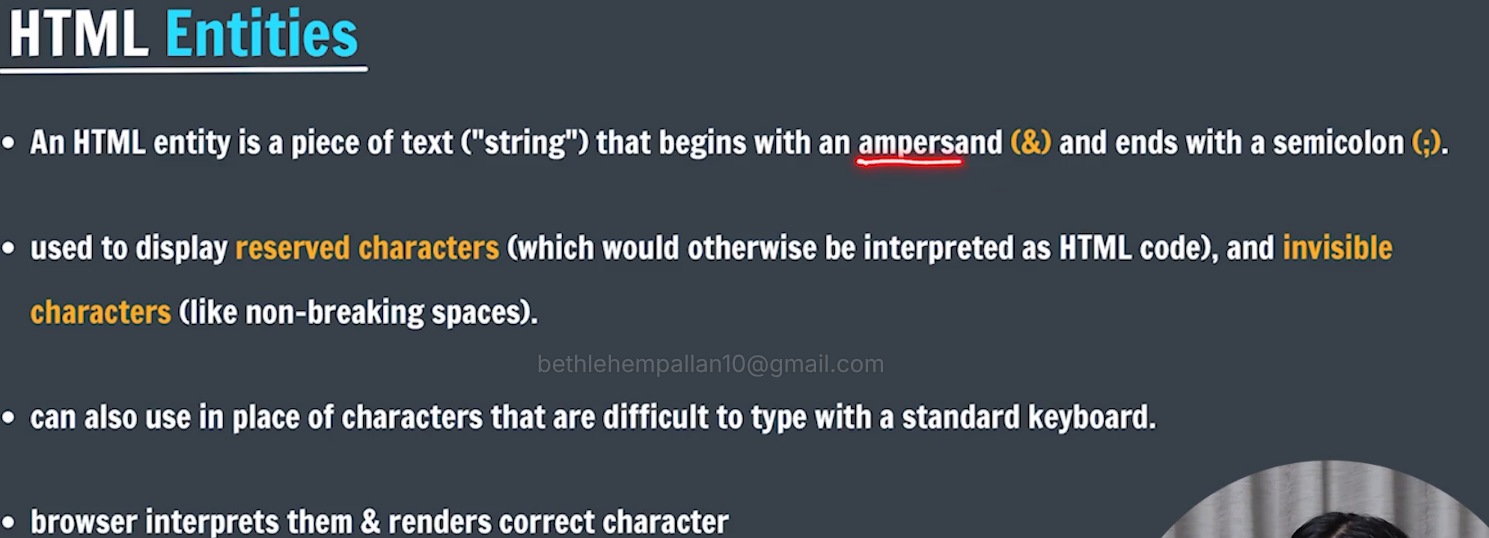 HTML Entities
• An HTML entity is a piece of text ("string") that begins with an ampersand (&) and ends with a semicolon (;).
• used to display reserved characters (which would otherwise be interpreted as HTML code), and invisible
characters (like non-breaking spaces).
bethlehempallan10@gmail.com
• can also use in place of characters that are difficult to type with a standard keyboard.
• browser interprets them & renders correct character